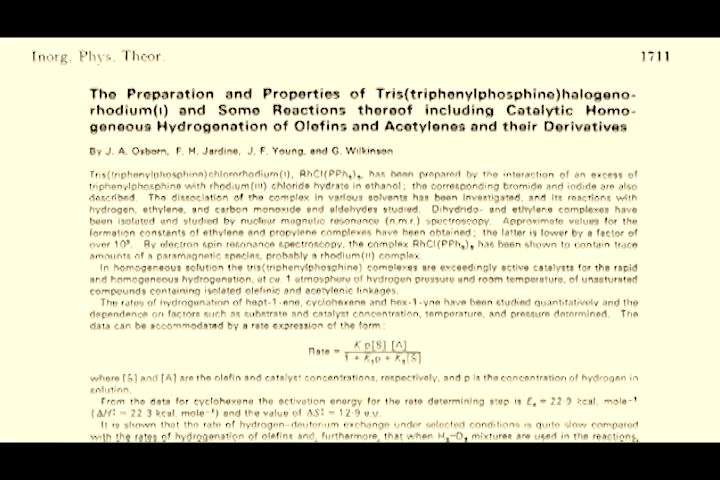 Inorg. Phys. Theor.
1711
The Preparation and Properties of Tris(triphenylphosphine)halogeno-
rhodium(I) and Some Reactions thereof including Catalytic Homo-
geneous Hydrogenation of Olefins and Acetylenes and their Derivatives
By J. A. Osborn, F. H. Jardine, J. F. Young, and G. Wilkinson
Tris(triphenylphosphine)chlororhodium(I), RhCl(PPh₃)₃, has been prepared by the interaction of an excess of
triphenylphosphine with rhodium(III) chloride hydrate in ethanol; the corresponding bromide and iodide are also
described. The dissociation of the complex in various solvents has been investigated, and its reactions with
hydrogen, ethylene, and carbon monoxide and aldehydes studied. Dihydrido- and ethylene complexes have
been isolated and studied by nuclear magnetic resonance (n.m.r.) spectroscopy. Approximate values for the
formation constants of ethylene and propylene complexes have been obtained; the latter is lower by a factor of
over 10³. By electron spin resonance spectroscopy, the complex RhCl(PPh₃)₃ has been shown to contain trace
amounts of a paramagnetic species, probably a rhodium(II) complex.
In homogeneous solution the tris(triphenylphosphine) complexes are exceedingly active catalysts for the rapid
and homogeneous hydrogenation, at ca. 1 atmosphere of hydrogen pressure and room temperature, of unsaturated
compounds containing isolated olefinic and acetylenic linkages.
The rates of hydrogenation of hept-1-ene, cyclohexene and hex-1-yne have been studied quantitatively and the
dependence on factors such as substrate and catalyst concentration, temperature, and pressure determined. The
data can be accommodated by a rate expression of the form:
Rate = K p[S] [A]
1 + K₁p + K₂[S]
where [S] and [A] are the olefin and catalyst concentrations, respectively, and p is the concentration of hydrogen in
solution.
From the data for cyclohexene the activation energy for the rate determining step is Eₐ = 22·9 kcal. mole⁻¹
(ΔH‡ = 22·3 kcal. mole⁻¹) and the value of ΔS‡ = 12·9 e.u.
It is shown that the rate of hydrogen–deuterium exchange under selected conditions is quite slow compared
with the rates of hydrogenation of olefins and, furthermore, that when H₂–D₂ mixtures are used in the reactions,